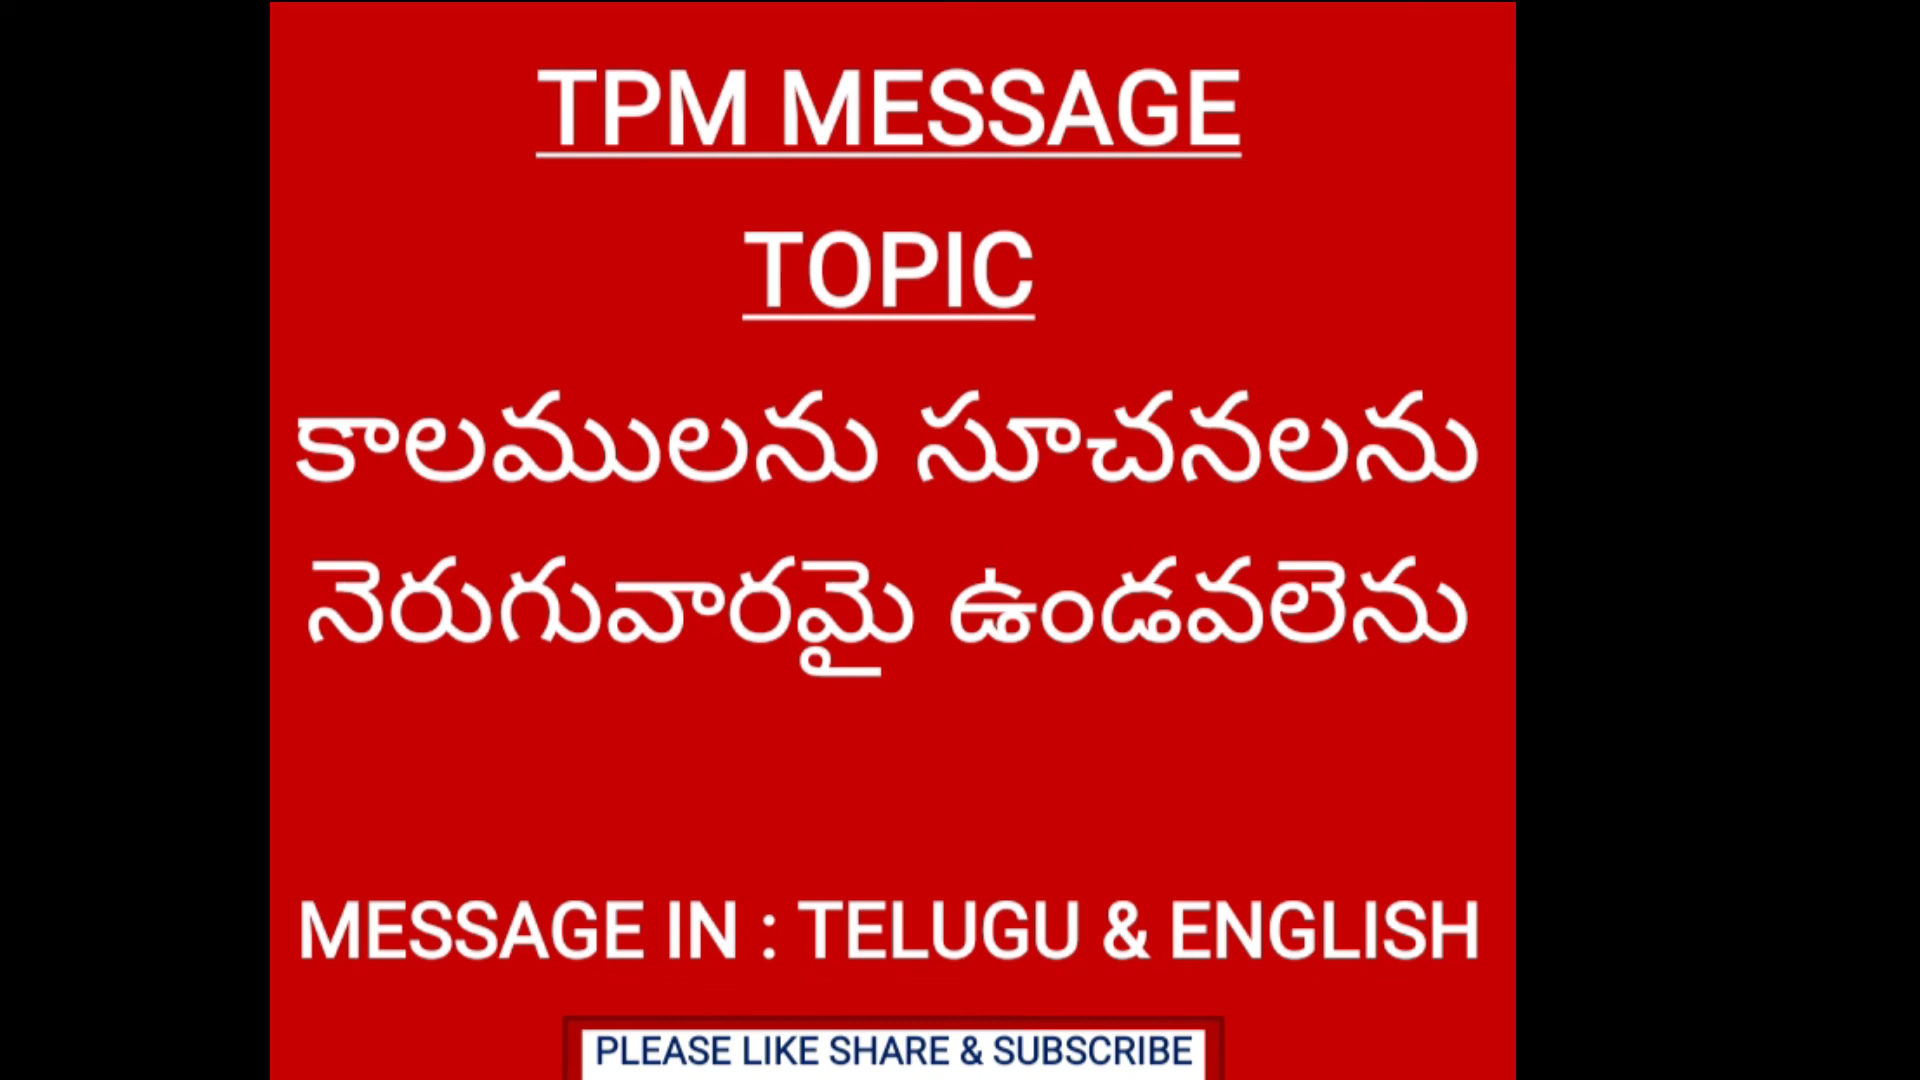 TPM MESSAGE
TOPIC
కాలములను సూచనలను
నెరుగువారమై ఉండవలెను
MESSAGE IN : TELUGU & ENGLISH
PLEASE LIKE SHARE & SUBSCRIBE